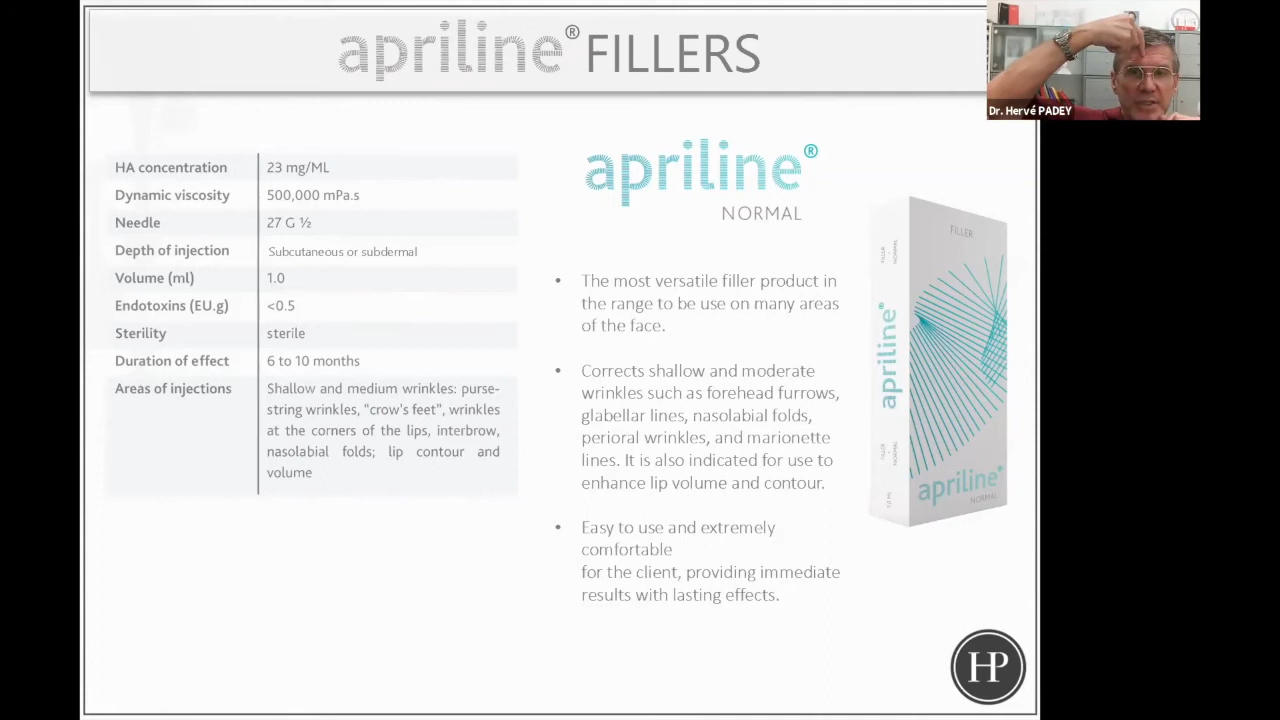 apriline® FILLERS
Dr. Hervé PADEY
HA concentration 23 mg/ML
Dynamic viscosity 500,000 mPa.s
Needle 27 G ½
Depth of injection Subcutaneous or subdermal
Volume (ml) 1.0
Endotoxins (EU.g) <0.5
Sterility sterile
Duration of effect 6 to 10 months
Areas of injections Shallow and medium wrinkles: purse-
string wrinkles, "crow's feet", wrinkles
at the corners of the lips, interbrow,
nasolabial folds; lip contour and
volume
apriline®
NORMAL
• The most versatile filler product in
the range to be use on many areas
of the face.
• Corrects shallow and moderate
wrinkles such as forehead furrows,
glabellar lines, nasolabial folds,
perioral wrinkles, and marionette
lines. It is also indicated for use to
enhance lip volume and contour.
• Easy to use and extremely
comfortable
for the client, providing immediate
results with lasting effects.
FILLER
FILLER
NORMAL
apriline®
FILLER
NORMAL
1.0 ML
apriline®
NORMAL
HP